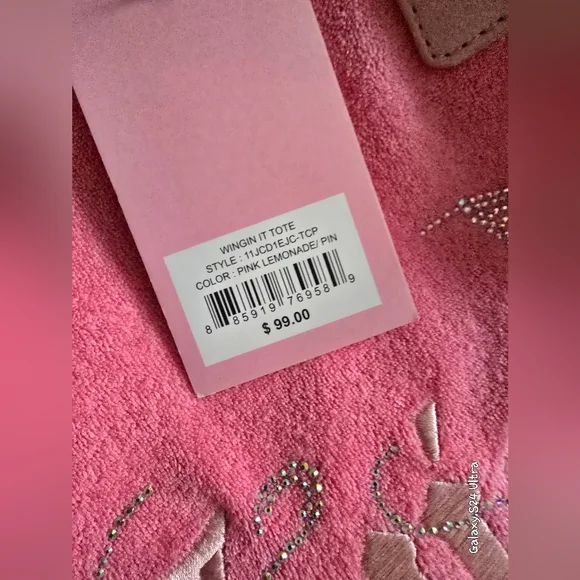 WINGIN IT TOTE
STYLE : 11JCD1EJC-TCP
COLOR : PINK LEMONADE/ PIN
8 85919 76958 9
$ 99.00
Galaxy S24 Ultra